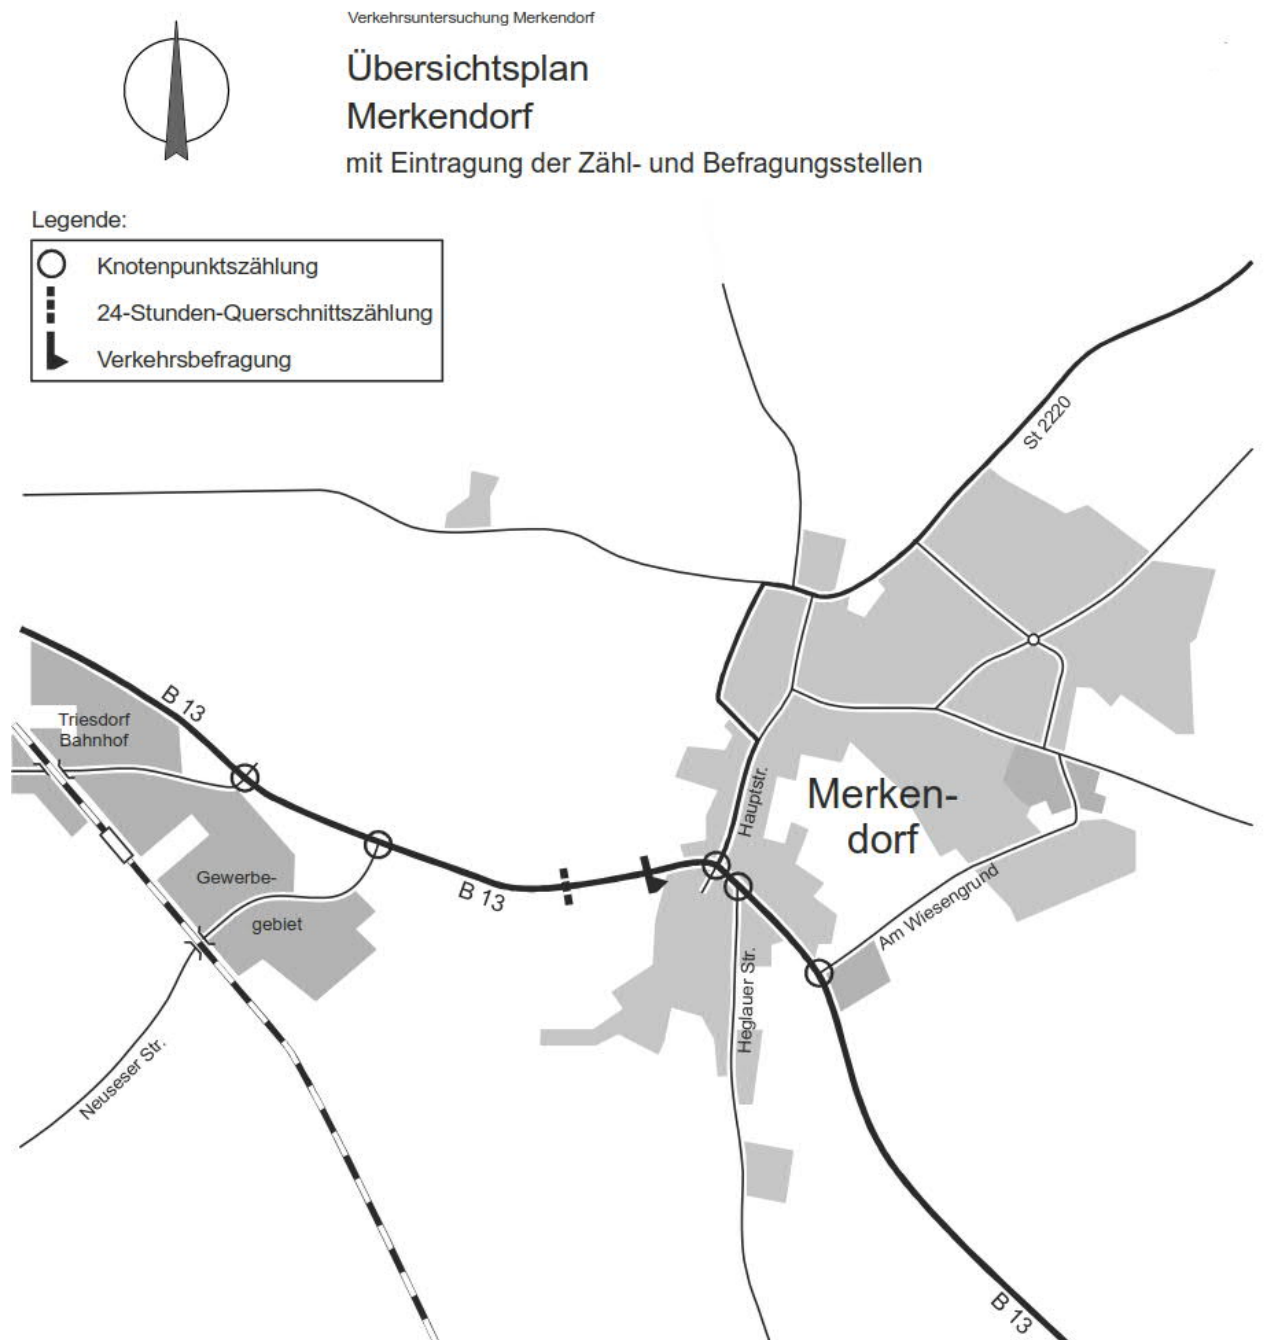 Verkehrsuntersuchung Merkendorf
Übersichtsplan
Merkendorf
mit Eintragung der Zähl- und Befragungsstellen
Legende:
Knotenpunktszählung
24-Stunden-Querschnittszählung
Verkehrsbefragung
St 2220
B 13
Triesdorf
Bahnhof
Hauptstr.
Merken-
dorf
Gewerbe-
gebiet
B 13
Am Wiesengrund
Heglauer Str.
Neuseser Str.
B 13